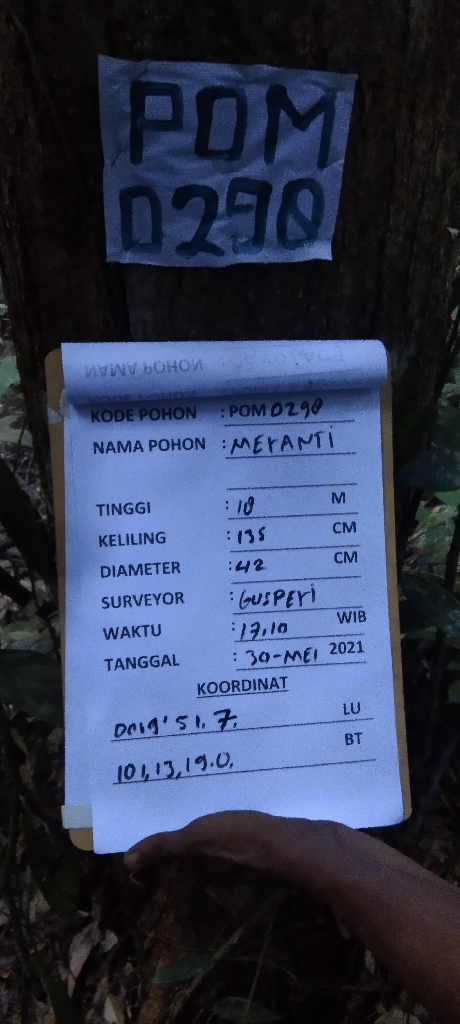 POM
0290
NAMA POHON
KODE POHON : POM 0290
NAMA POHON : MERANTI
TINGGI : 18 M
KELILING : 135 CM
DIAMETER : 42 CM
SURVEYOR : GUSPERI
WAKTU : 17.10 WIB
TANGGAL : 30-MEI 2021
KOORDINAT
0019'51.7. LU
101,13,19.0, BT